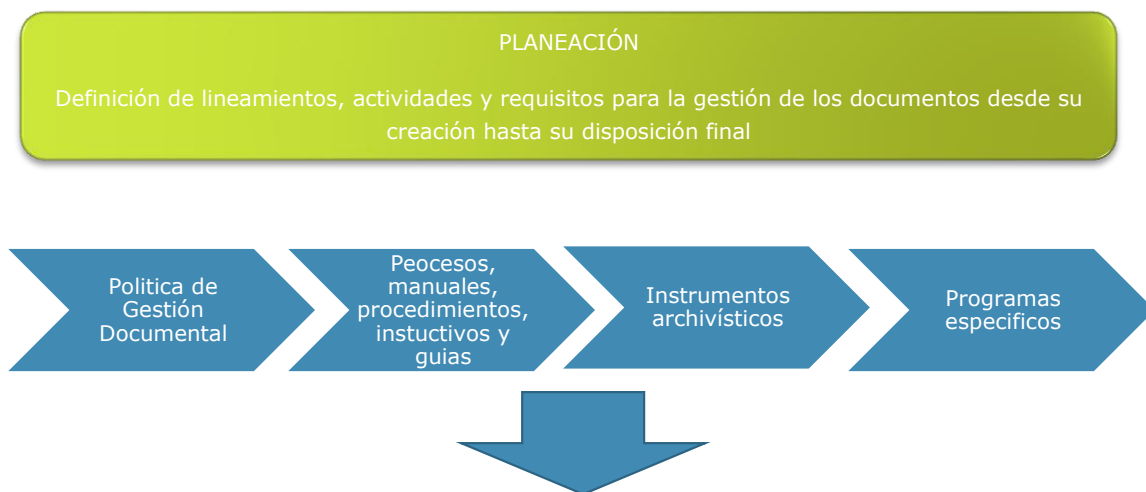 PLANEACIÓN
Definición de lineamientos, actividades y requisitos para la gestión de los documentos desde su
creación hasta su disposición final
Politica de
Gestión
Documental
Peocesos,
manuales,
procedimientos,
instuctivos y
guias
Instrumentos
archivísticos
Programas
especificos